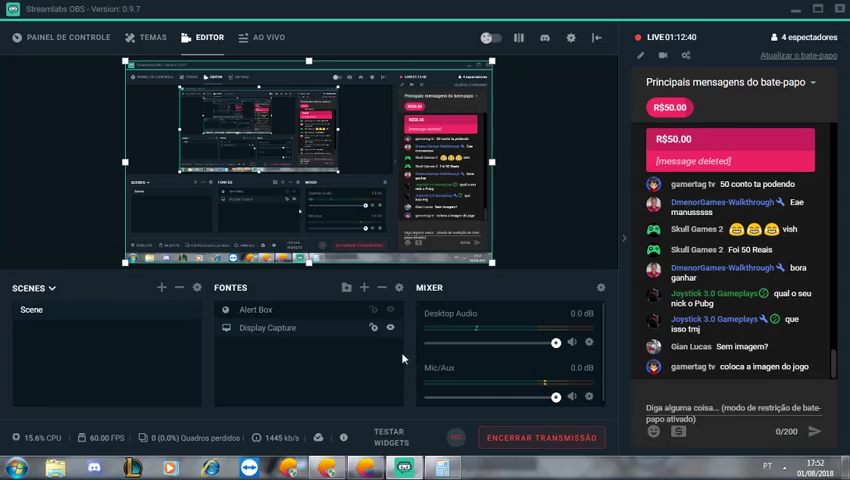 Streamlabs OBS - Version: 0.9.7
PAINEL DE CONTROLE
TEMAS
EDITOR
AO VIVO
LIVE 01:12:40
4 espectadores
Atualizar o bate-papo
Principais mensagens do bate-papo
R$50.00
R$50.00
[message deleted]
gamertag tv 50 conto ta podendo
DmenorGames-Walkthrough Eae
manusssss
Skull Games 2 vish
Skull Games 2 Foi 50 Reais
DmenorGames-Walkthrough bora
ganhar
Joystick 3.0 Gameplays qual o seu
nick o Pubg
Joystick 3.0 Gameplays que
isso tmj
Gian Lucas Sem imagem?
gamertag tv coloca a imagen do jogo
Diga alguma coisa... (modo de restrição de bate-
papo ativado)
0/200
SCENES
Scene
FONTES
Alert Box
Display Capture
MIXER
Desktop Audio 0.0 dB
Mic/Aux 0.0 dB
15.6% CPU
60.00 FPS
0 (0.0%) Quadros perdidos
1445 kb/s
TESTAR
WIDGETS
REC
ENCERRAR TRANSMISSÃO
PT
17:52
01/08/2018